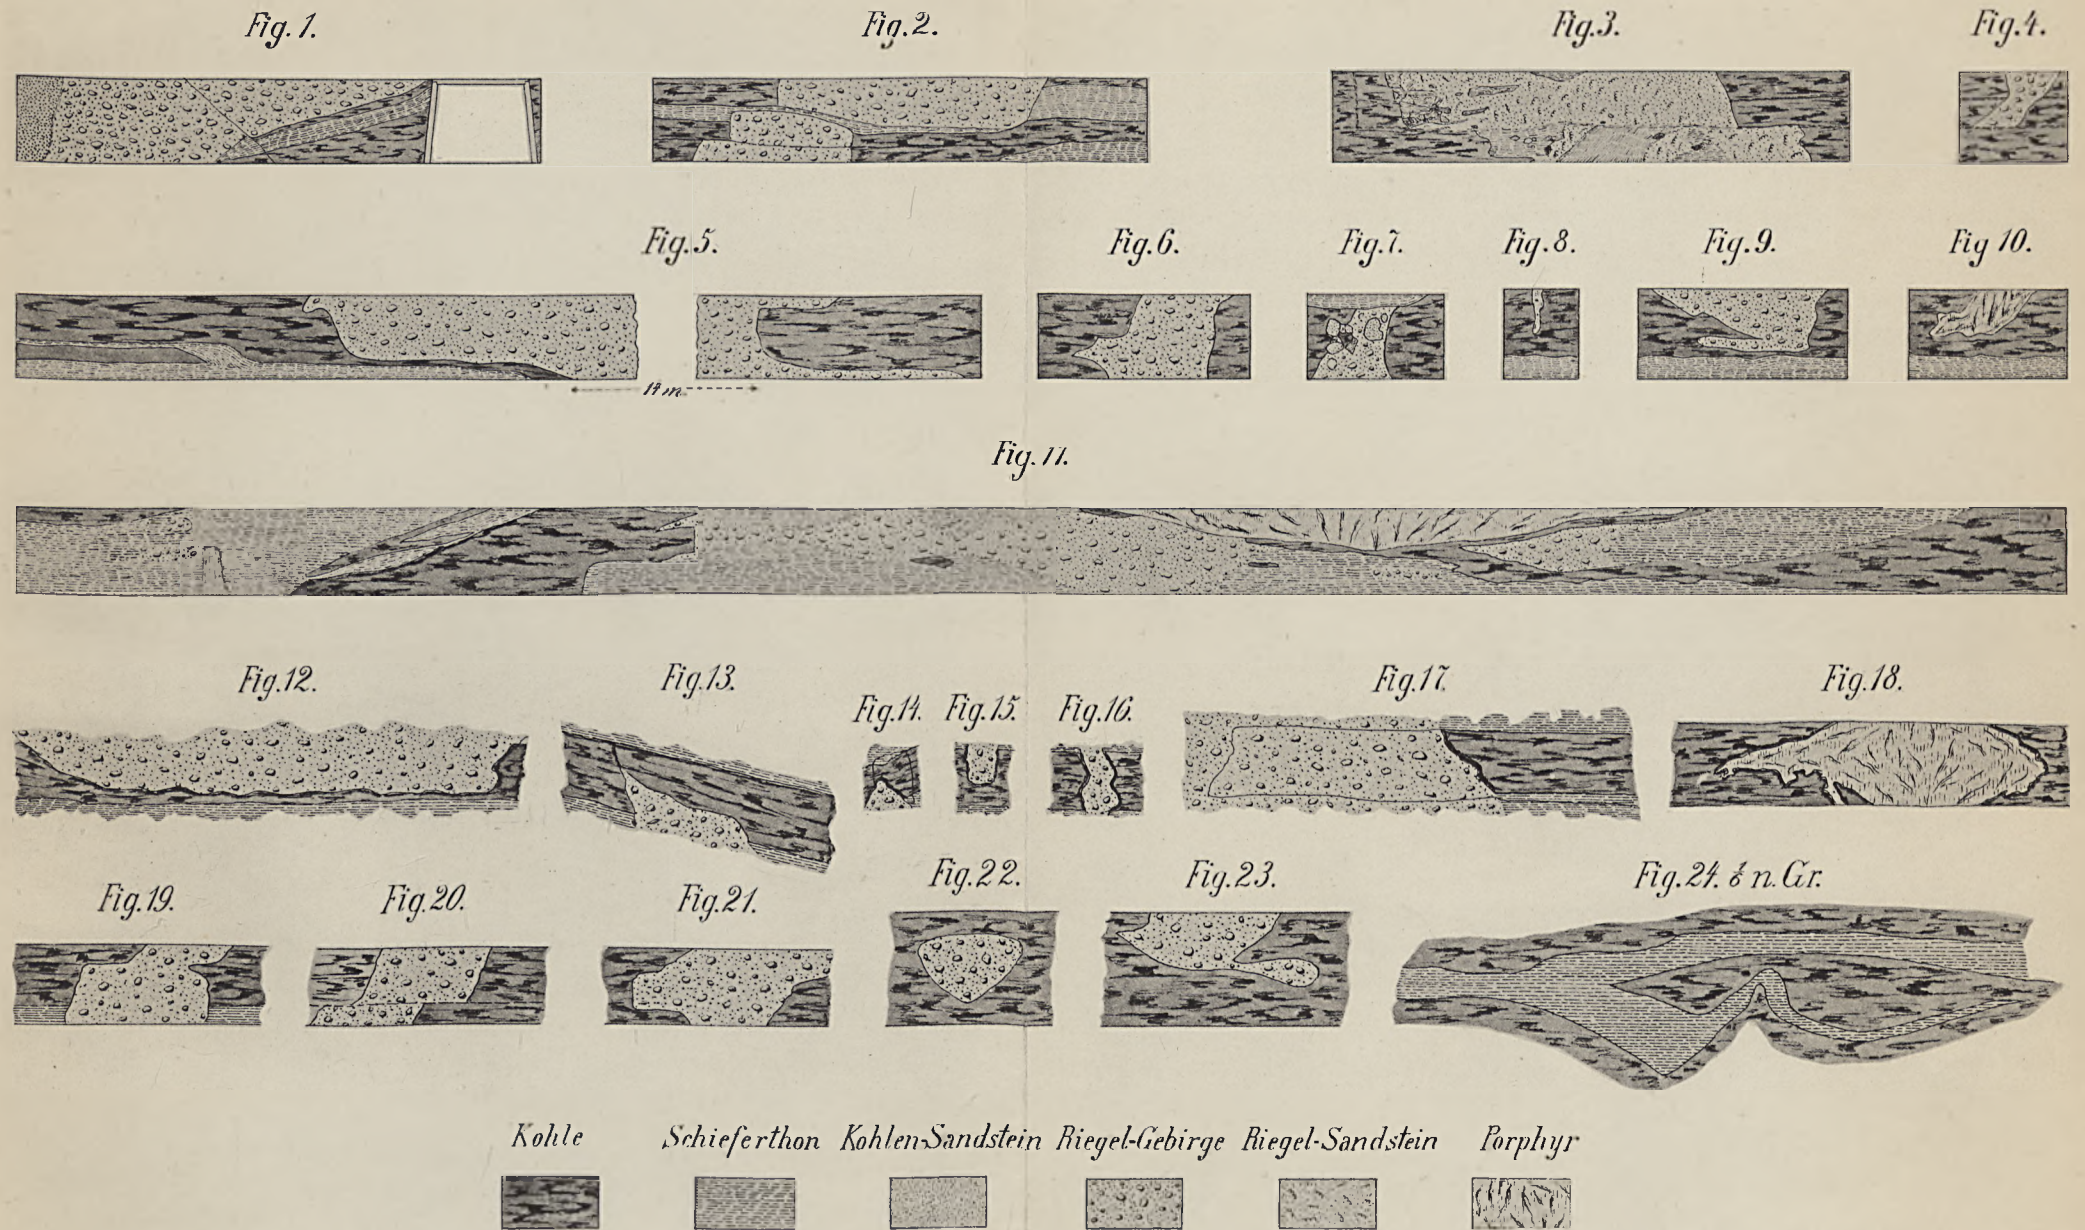 Fig. 1.
Fig. 2.
Fig. 3.
Fig. 4.
Fig. 5.
Fig. 6.
Fig. 7.
Fig. 8.
Fig. 9.
Fig 10.
14 m.
Fig. 11.
Fig. 12.
Fig. 13.
Fig. 14.
Fig. 15.
Fig. 16.
Fig. 17.
Fig. 18.
Fig. 19.
Fig. 20.
Fig. 21.
Fig. 22.
Fig. 23.
Fig. 24. n. Gr.
Kohle
Schieferthon
Kohlen-Sandstein
Riegel-Gebirge
Riegel-Sandstein
Porphyr